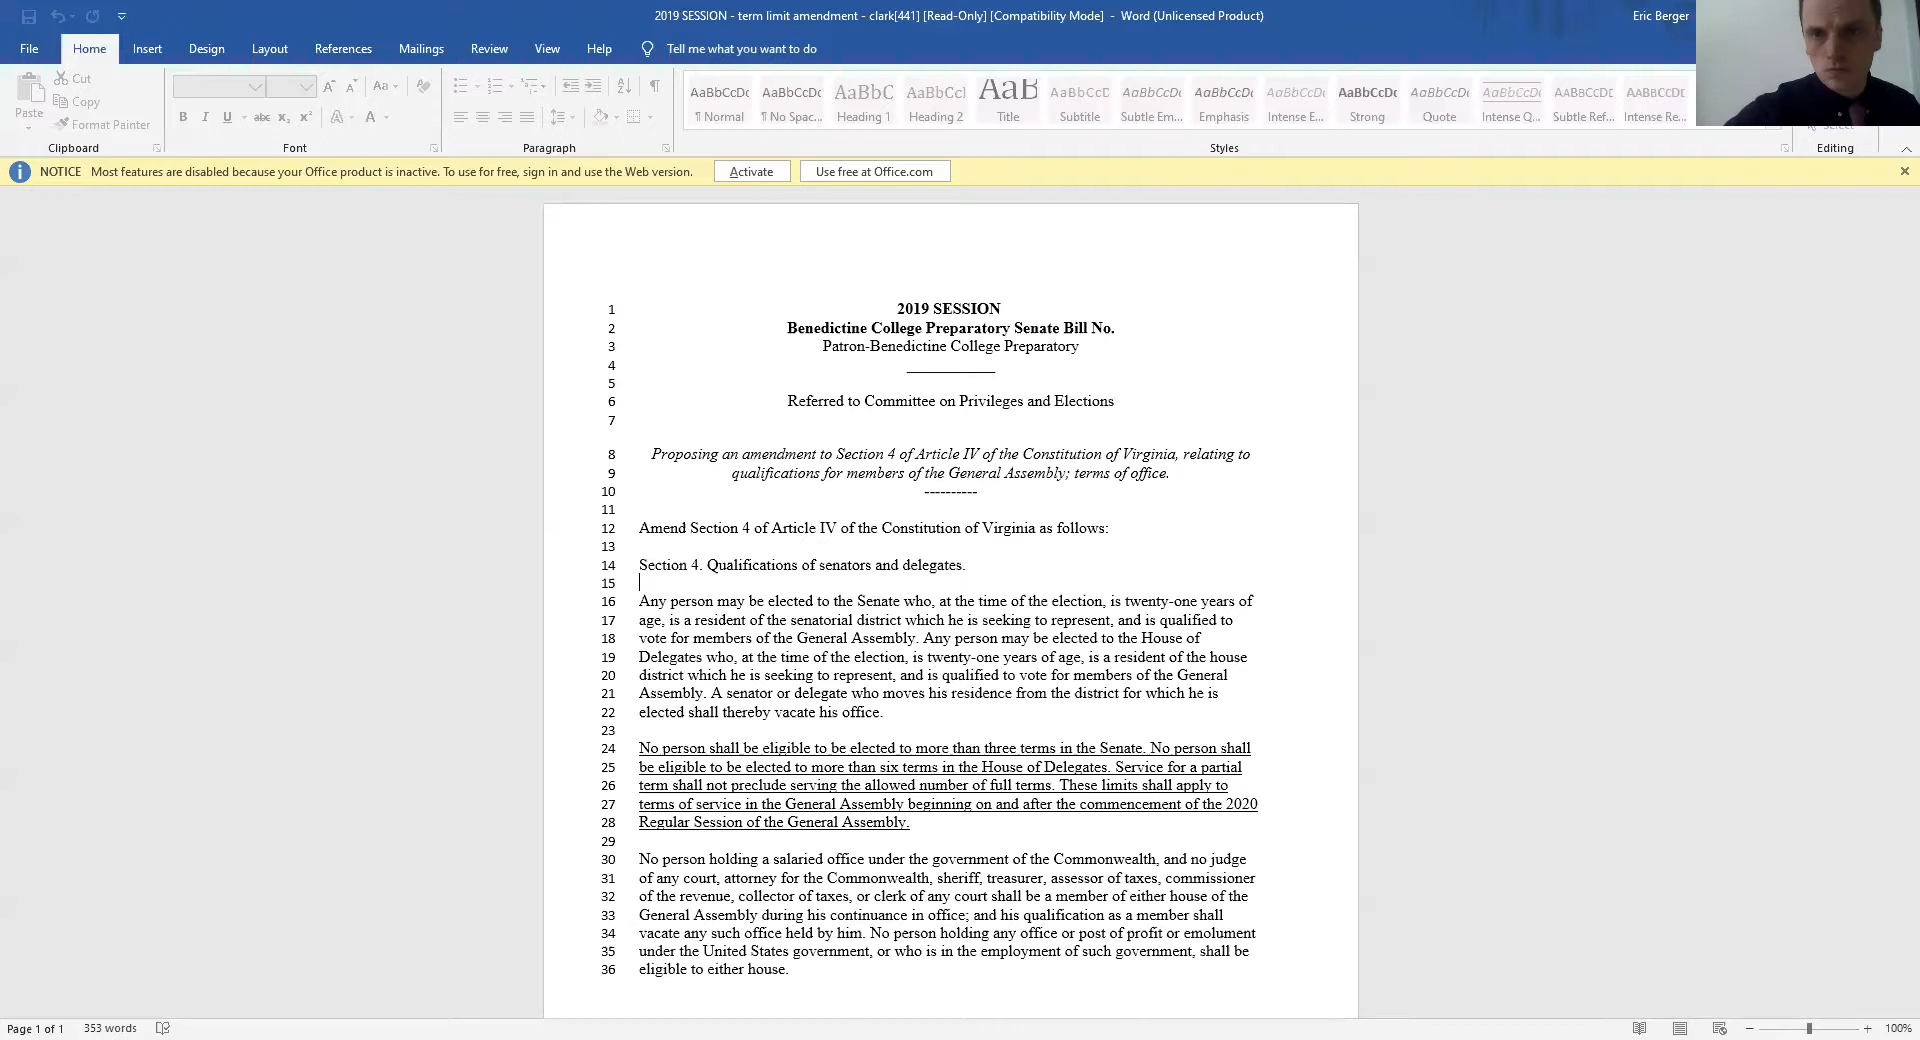 2019 SESSION - term limit amendment - clark[441] [Read-Only] [Compatibility Mode] - Word (Unlicensed Product)
Eric Berger
File Home Insert Design Layout References Mailings Review View Help Tell me what you want to do
Cut
Copy
Paste
Format Painter
Clipboard Font Paragraph Styles Editing
AaBbCcDc AaBbCcDc AaBbC AaBbCcI AaB AaBbCcD AaBbCcDi AaBbCcDi AaBbCcDi AaBbCcDc AaBbCcDi AaBbCcDi AABBCCDE AABBCCDE
¶ Normal ¶ No Spac... Heading 1 Heading 2 Title Subtitle Subtle Em... Emphasis Intense E... Strong Quote Intense Q... Subtle Ref... Intense Re...
NOTICE Most features are disabled because your Office product is inactive. To use for free, sign in and use the Web version. Activate Use free at Office.com
1 2019 SESSION
2 Benedictine College Preparatory Senate Bill No.
3 Patron-Benedictine College Preparatory
4 ___________
5
6 Referred to Committee on Privileges and Elections
7
8 Proposing an amendment to Section 4 of Article IV of the Constitution of Virginia, relating to
9 qualifications for members of the General Assembly; terms of office.
10 ----------
11
12 Amend Section 4 of Article IV of the Constitution of Virginia as follows:
13
14 Section 4. Qualifications of senators and delegates.
15
16 Any person may be elected to the Senate who, at the time of the election, is twenty-one years of
17 age, is a resident of the senatorial district which he is seeking to represent, and is qualified to
18 vote for members of the General Assembly. Any person may be elected to the House of
19 Delegates who, at the time of the election, is twenty-one years of age, is a resident of the house
20 district which he is seeking to represent, and is qualified to vote for members of the General
21 Assembly. A senator or delegate who moves his residence from the district for which he is
22 elected shall thereby vacate his office.
23
24 No person shall be eligible to be elected to more than three terms in the Senate. No person shall
25 be eligible to be elected to more than six terms in the House of Delegates. Service for a partial
26 term shall not preclude serving the allowed number of full terms. These limits shall apply to
27 terms of service in the General Assembly beginning on and after the commencement of the 2020
28 Regular Session of the General Assembly.
29
30 No person holding a salaried office under the government of the Commonwealth, and no judge
31 of any court, attorney for the Commonwealth, sheriff, treasurer, assessor of taxes, commissioner
32 of the revenue, collector of taxes, or clerk of any court shall be a member of either house of the
33 General Assembly during his continuance in office; and his qualification as a member shall
34 vacate any such office held by him. No person holding any office or post of profit or emolument
35 under the United States government, or who is in the employment of such government, shall be
36 eligible to either house.
Page 1 of 1 353 words 100%